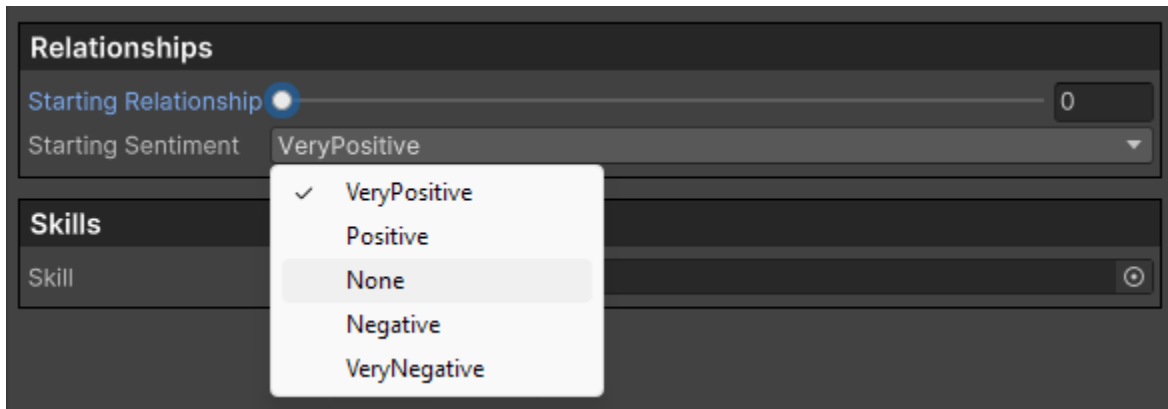 Relationships
Starting Relationship 0
Starting Sentiment VeryPositive
VeryPositive
Positive
None
Negative
VeryNegative
Skills
Skill